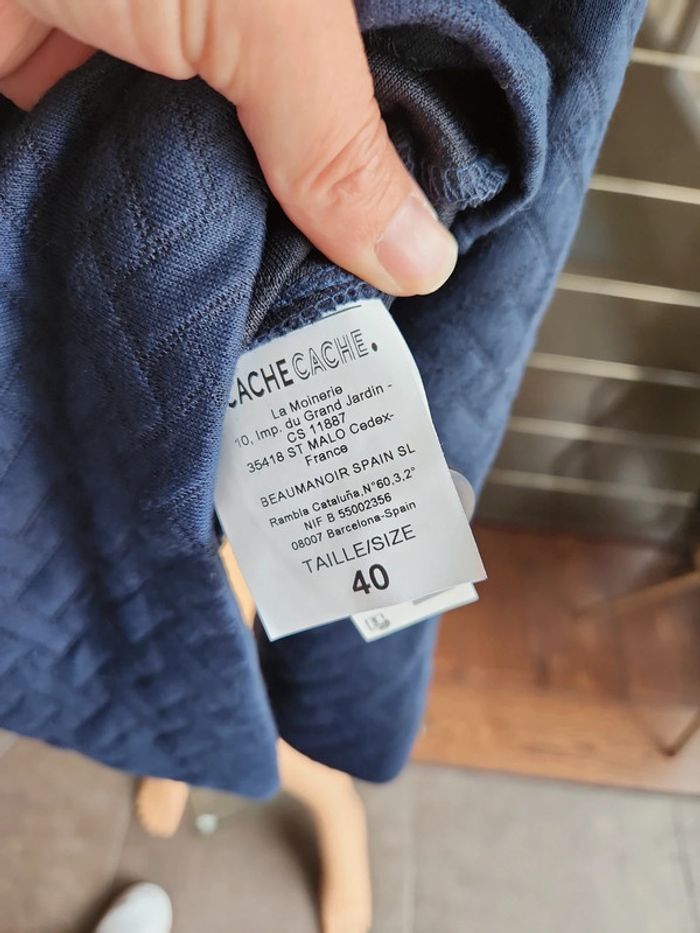 CACHECACHE.
La Moinerie
10, Imp. du Grand Jardin -
CS 11887
35418 ST MALO Cedex-
France
BEAUMANOIR SPAIN SL
Rambla Cataluña,N°60,3,2°
NIF B 55002356
08007 Barcelona-Spain
TAILLE/SIZE
40